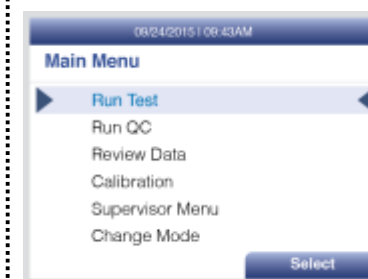 09/24/2015 | 09:43AM
Main Menu
Run Test
Run QC
Review Data
Calibration
Supervisor Menu
Change Mode
Select